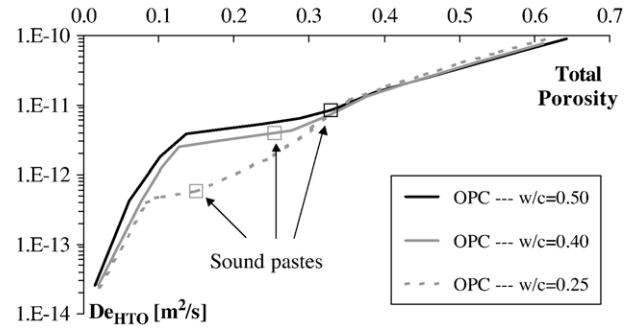 0.0 0.1 0.2 0.3 0.4 0.5 0.6 0.7
1.E-10
Total
Porosity
1.E-11
1.E-12
1.E-13
1.E-14
Sound pastes
OPC --- w/c=0.50
OPC --- w/c=0.40
OPC --- w/c=0.25
De_HTO [m²/s]